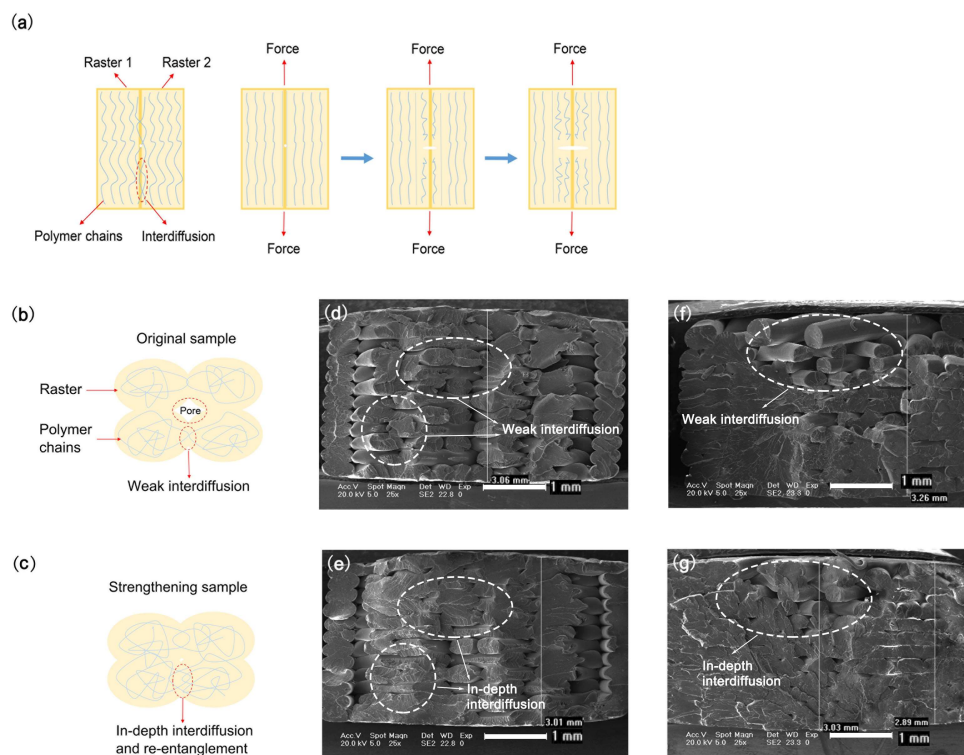 (a)
Raster 1
Raster 2
Polymer chains
Interdiffusion
Force
Force
Force
Force
Force
Force
(b)
Original sample
Raster
Pore
Polymer
chains
Weak interdiffusion
(d)
Weak interdiffusion
3.06 mm
Acc.V Spot Magn Det WD Exp
20.0 kV 5.0 25x SE2 22.8 0
1 mm
(f)
Weak interdiffusion
Acc.V Spot Magn Det WD Exp
20.0 kV 5.0 25x SE2 23.8 0
1 mm
3.26 mm
(c)
Strengthening sample
In-depth interdiffusion
and re-entanglement
(e)
In-depth
interdiffusion
3.01 mm
Acc.V Spot Magn Det WD Exp
20.0 kV 5.0 25x SE2 22.8 0
1 mm
(g)
In-depth
interdiffusion
3.03 mm
2.89 mm
Acc.V Spot Magn Det WD Exp
20.0 kV 5.0 25x SE2 23.3 0
1 mm